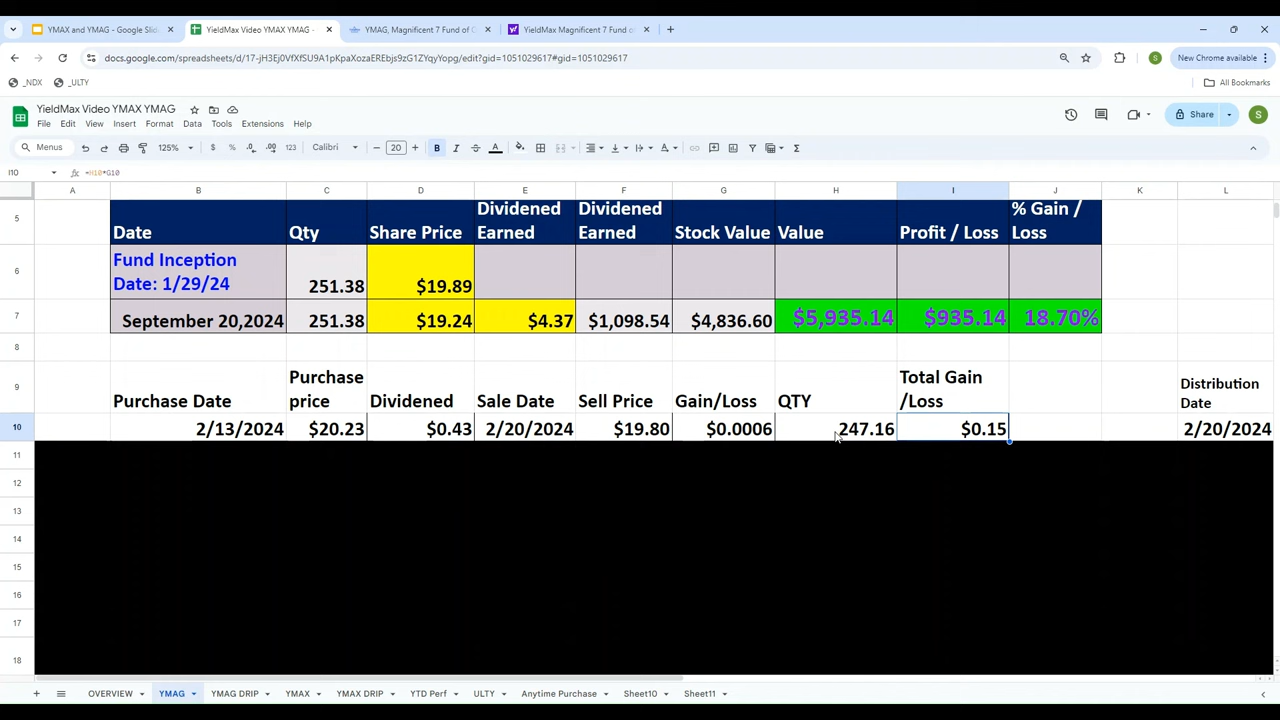 YMAX and YMAG - Google Slid
YieldMax Video YMAX YMAG -
YMAG, Magnificent 7 Fund of O
YieldMax Magnificent 7 Fund of
docs.google.com/spreadsheets/d/17-jH3Ej0VfXfSU9A1pKpaXozaEREbjs9zG1ZYqyYopg/edit?gid=1051029617#gid=1051029617
New Chrome available
_NDX
_ULTY
All Bookmarks
YieldMax Video YMAX YMAG
File Edit View Insert Format Data Tools Extensions Help
Share
S
Menus
125%
$ % .0 .00 123
Calibri
20
B I A
I10
fx =H10*G10
A B C D E F G H I J K L
5
Date
Qty
Share Price
Dividened
Earned
Dividened
Earned
Stock Value
Value
Profit / Loss
% Gain /
Loss
6
Fund Inception
Date: 1/29/24
251.38
$19.89
7
September 20,2024
251.38
$19.24
$4.37
$1,098.54
$4,836.60
$5,935.14
$935.14
18.70%
8
9
Purchase Date
Purchase
price
Dividened
Sale Date
Sell Price
Gain/Loss
QTY
Total Gain
/Loss
Distribution
Date
10
2/13/2024
$20.23
$0.43
2/20/2024
$19.80
$0.0006
247.16
$0.15
2/20/2024
11
12
13
14
15
16
17
18
OVERVIEW
YMAG
YMAG DRIP
YMAX
YMAX DRIP
YTD Perf
ULTY
Anytime Purchase
Sheet10
Sheet11